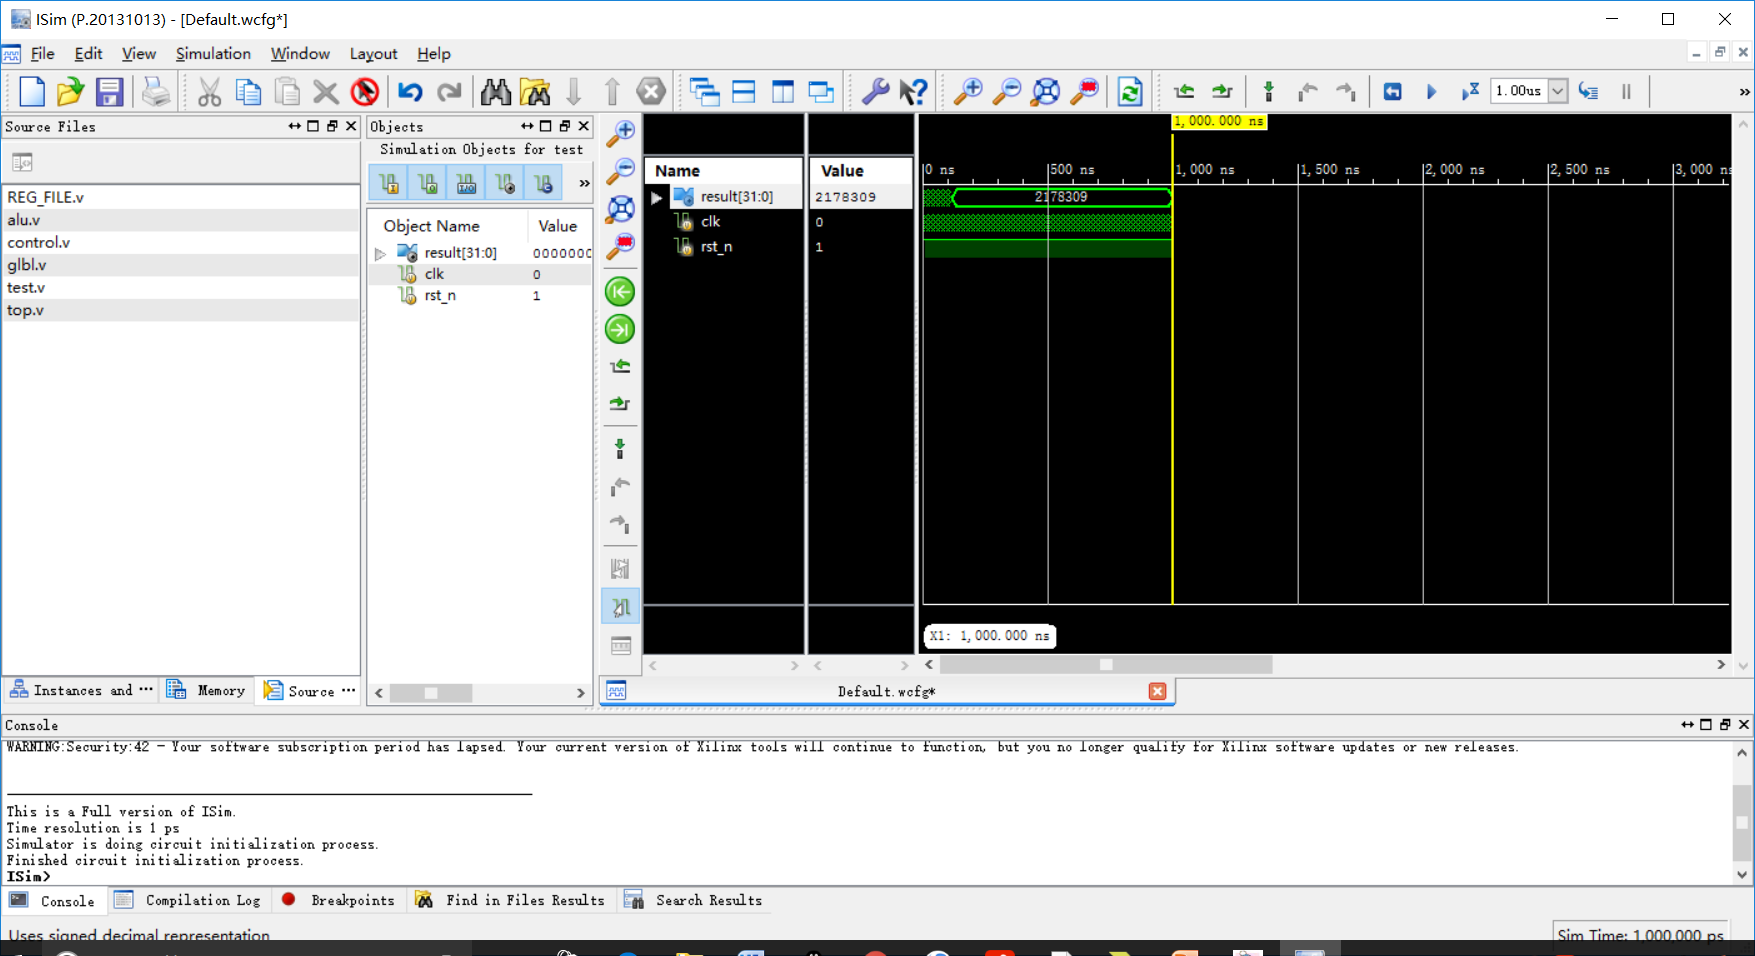 ISim (P.20131013) - [Default.wcfg*]
File Edit View Simulation Window Layout Help
1.00us
»
Source Files
REG_FILE.v
alu.v
control.v
glbl.v
test.v
top.v
Instances and ···
Memory
Source ···
Objects
Simulation Objects for test
»
Object Name Value
result[31:0] 0000000
clk 0
rst_n 1
Name Value
result[31:0] 2178309
clk 0
rst_n 1
1,000.000 ns
0 ns 500 ns 1,000 ns 1,500 ns 2,000 ns 2,500 ns 3,000 ns
2178309
X1: 1,000.000 ns
Default.wcfg*
Console
WARNING:Security:42 - Your software subscription period has lapsed. Your current version of Xilinx tools will continue to function, but you no longer qualify for Xilinx software updates or new releases.
This is a Full version of ISim.
Time resolution is 1 ps
Simulator is doing circuit initialization process.
Finished circuit initialization process.
ISim>
Console Compilation Log Breakpoints Find in Files Results Search Results
Uses signed decimal representation
Sim Time: 1,000,000 ps